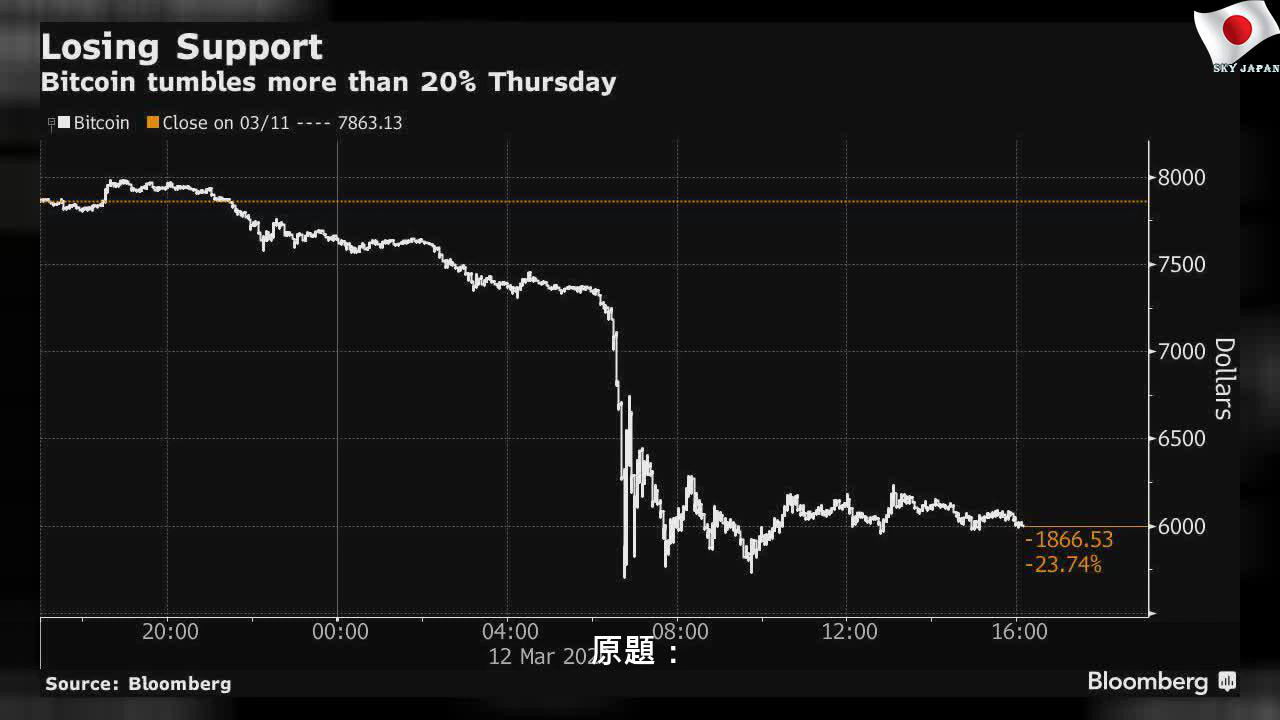 Losing Support
SKY JAPAN
Bitcoin tumbles more than 20% Thursday
Bitcoin Close on 03/11 ---- 7863.13
8000
7500
7000
6500
6000
Dollars
-1866.53
-23.74%
20:00 00:00 04:00 08:00 12:00 16:00
12 Mar
原題：
Source: Bloomberg
Bloomberg